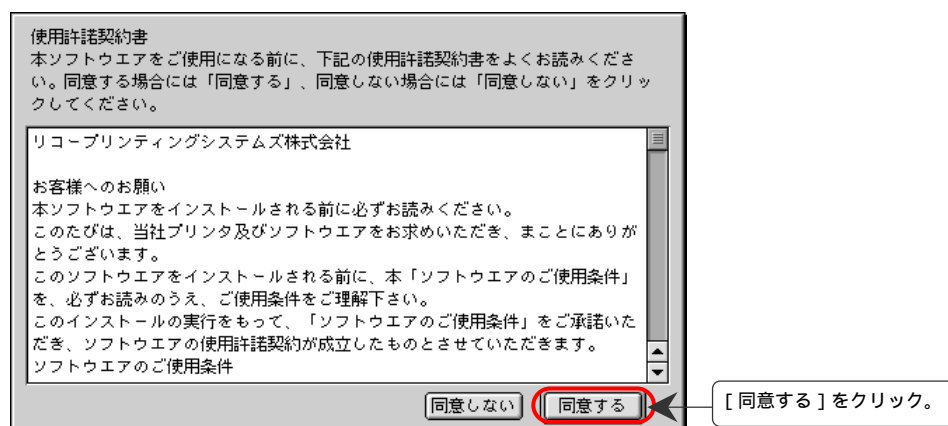 使用許諾契約書
本ソフトウエアをご使用になる前に、下記の使用許諾契約書をよくお読みくださ
い。同意する場合には「同意する」、同意しない場合には「同意しない」をクリッ
クしてください。
リコープリンティングシステムズ株式会社
お客様へのお願い
本ソフトウエアをインストールされる前に必ずお読みください。
このたびは、当社プリンタ及びソフトウエアをお求めいただき、まことにありが
とうございます。
このソフトウエアをインストールされる前に、本「ソフトウエアのご使用条件」
を、必ずお読みのうえ、ご使用条件をご理解下さい。
このインストールの実行をもって、「ソフトウエアのご使用条件」をご承諾いた
だき、ソフトウエアの使用許諾契約が成立したものとさせていただきます。
ソフトウエアのご使用条件
同意しない 同意する
[ 同意する ] をクリック。